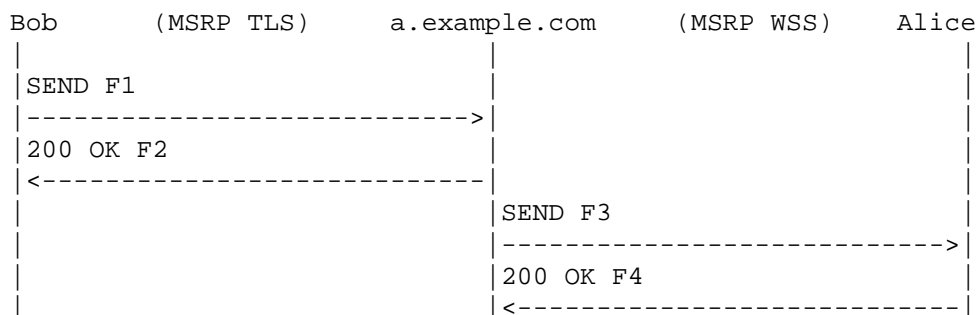 Bob (MSRP TLS) a.example.com (MSRP WSS) Alice
SEND F1
200 OK F2
SEND F3
200 OK F4